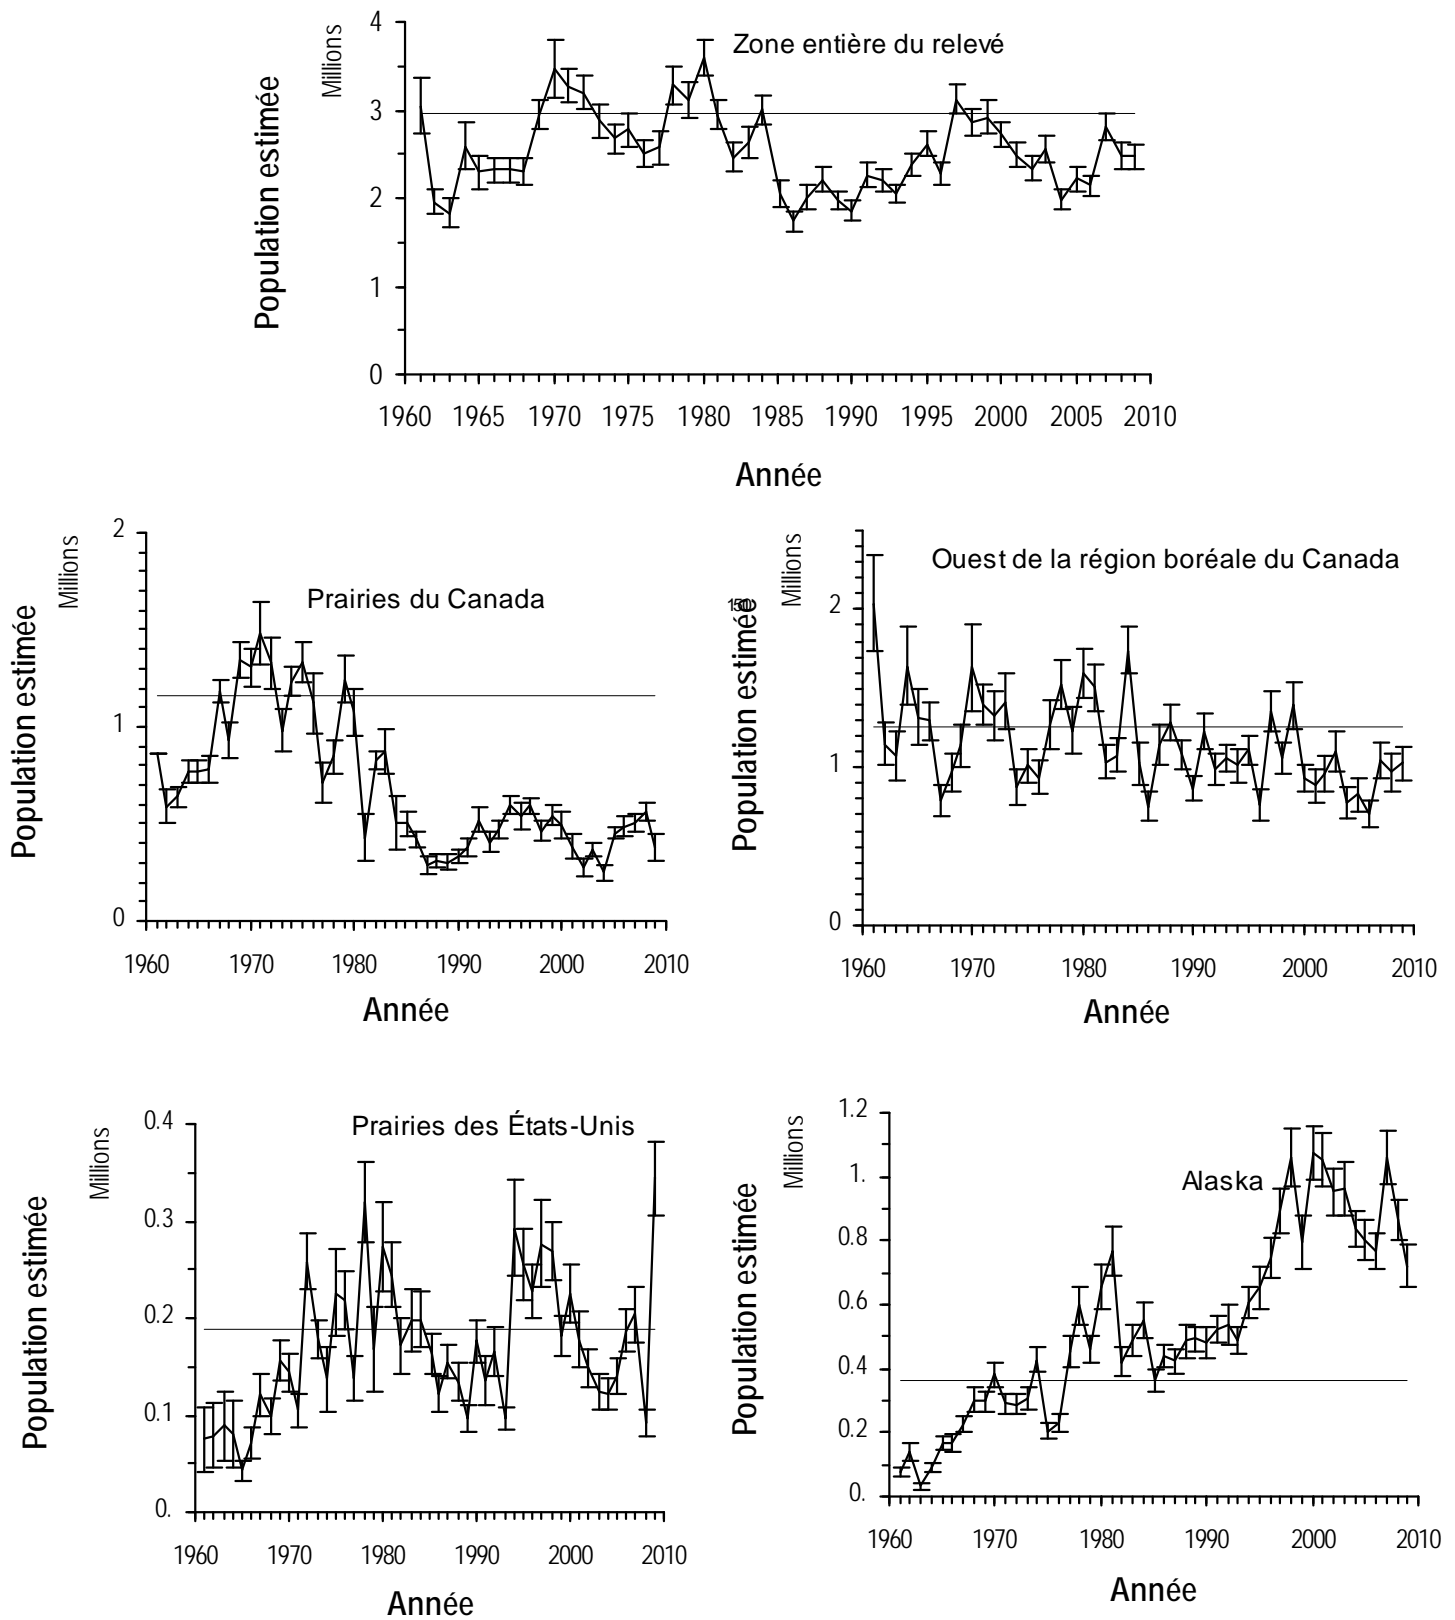 Zone entière du relevé
Millions
Population estimée
4
3
2
1
0
1960 1965 1970 1975 1980 1985 1990 1995 2000 2005 2010
Année
Prairies du Canada
Millions
Population estimée
2
1
0
1960 1970 1980 1990 2000 2010
Année
Ouest de la région boréale du Canada
Millions
Population estimée
2
1
0
1960 1970 1980 1990 2000 2010
Année
Prairies des États-Unis
Millions
Population estimée
0.4
0.3
0.2
0.1
0.
1960 1970 1980 1990 2000 2010
Année
Alaska
Millions
Population estimée
1.2
1.
0.8
0.6
0.4
0.2
0.
1960 1970 1980 1990 2000 2010
Année